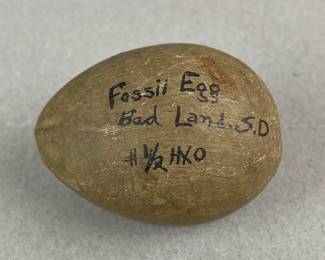 Fossil Egg
Bad Land. S.D
# 1/2 HXO